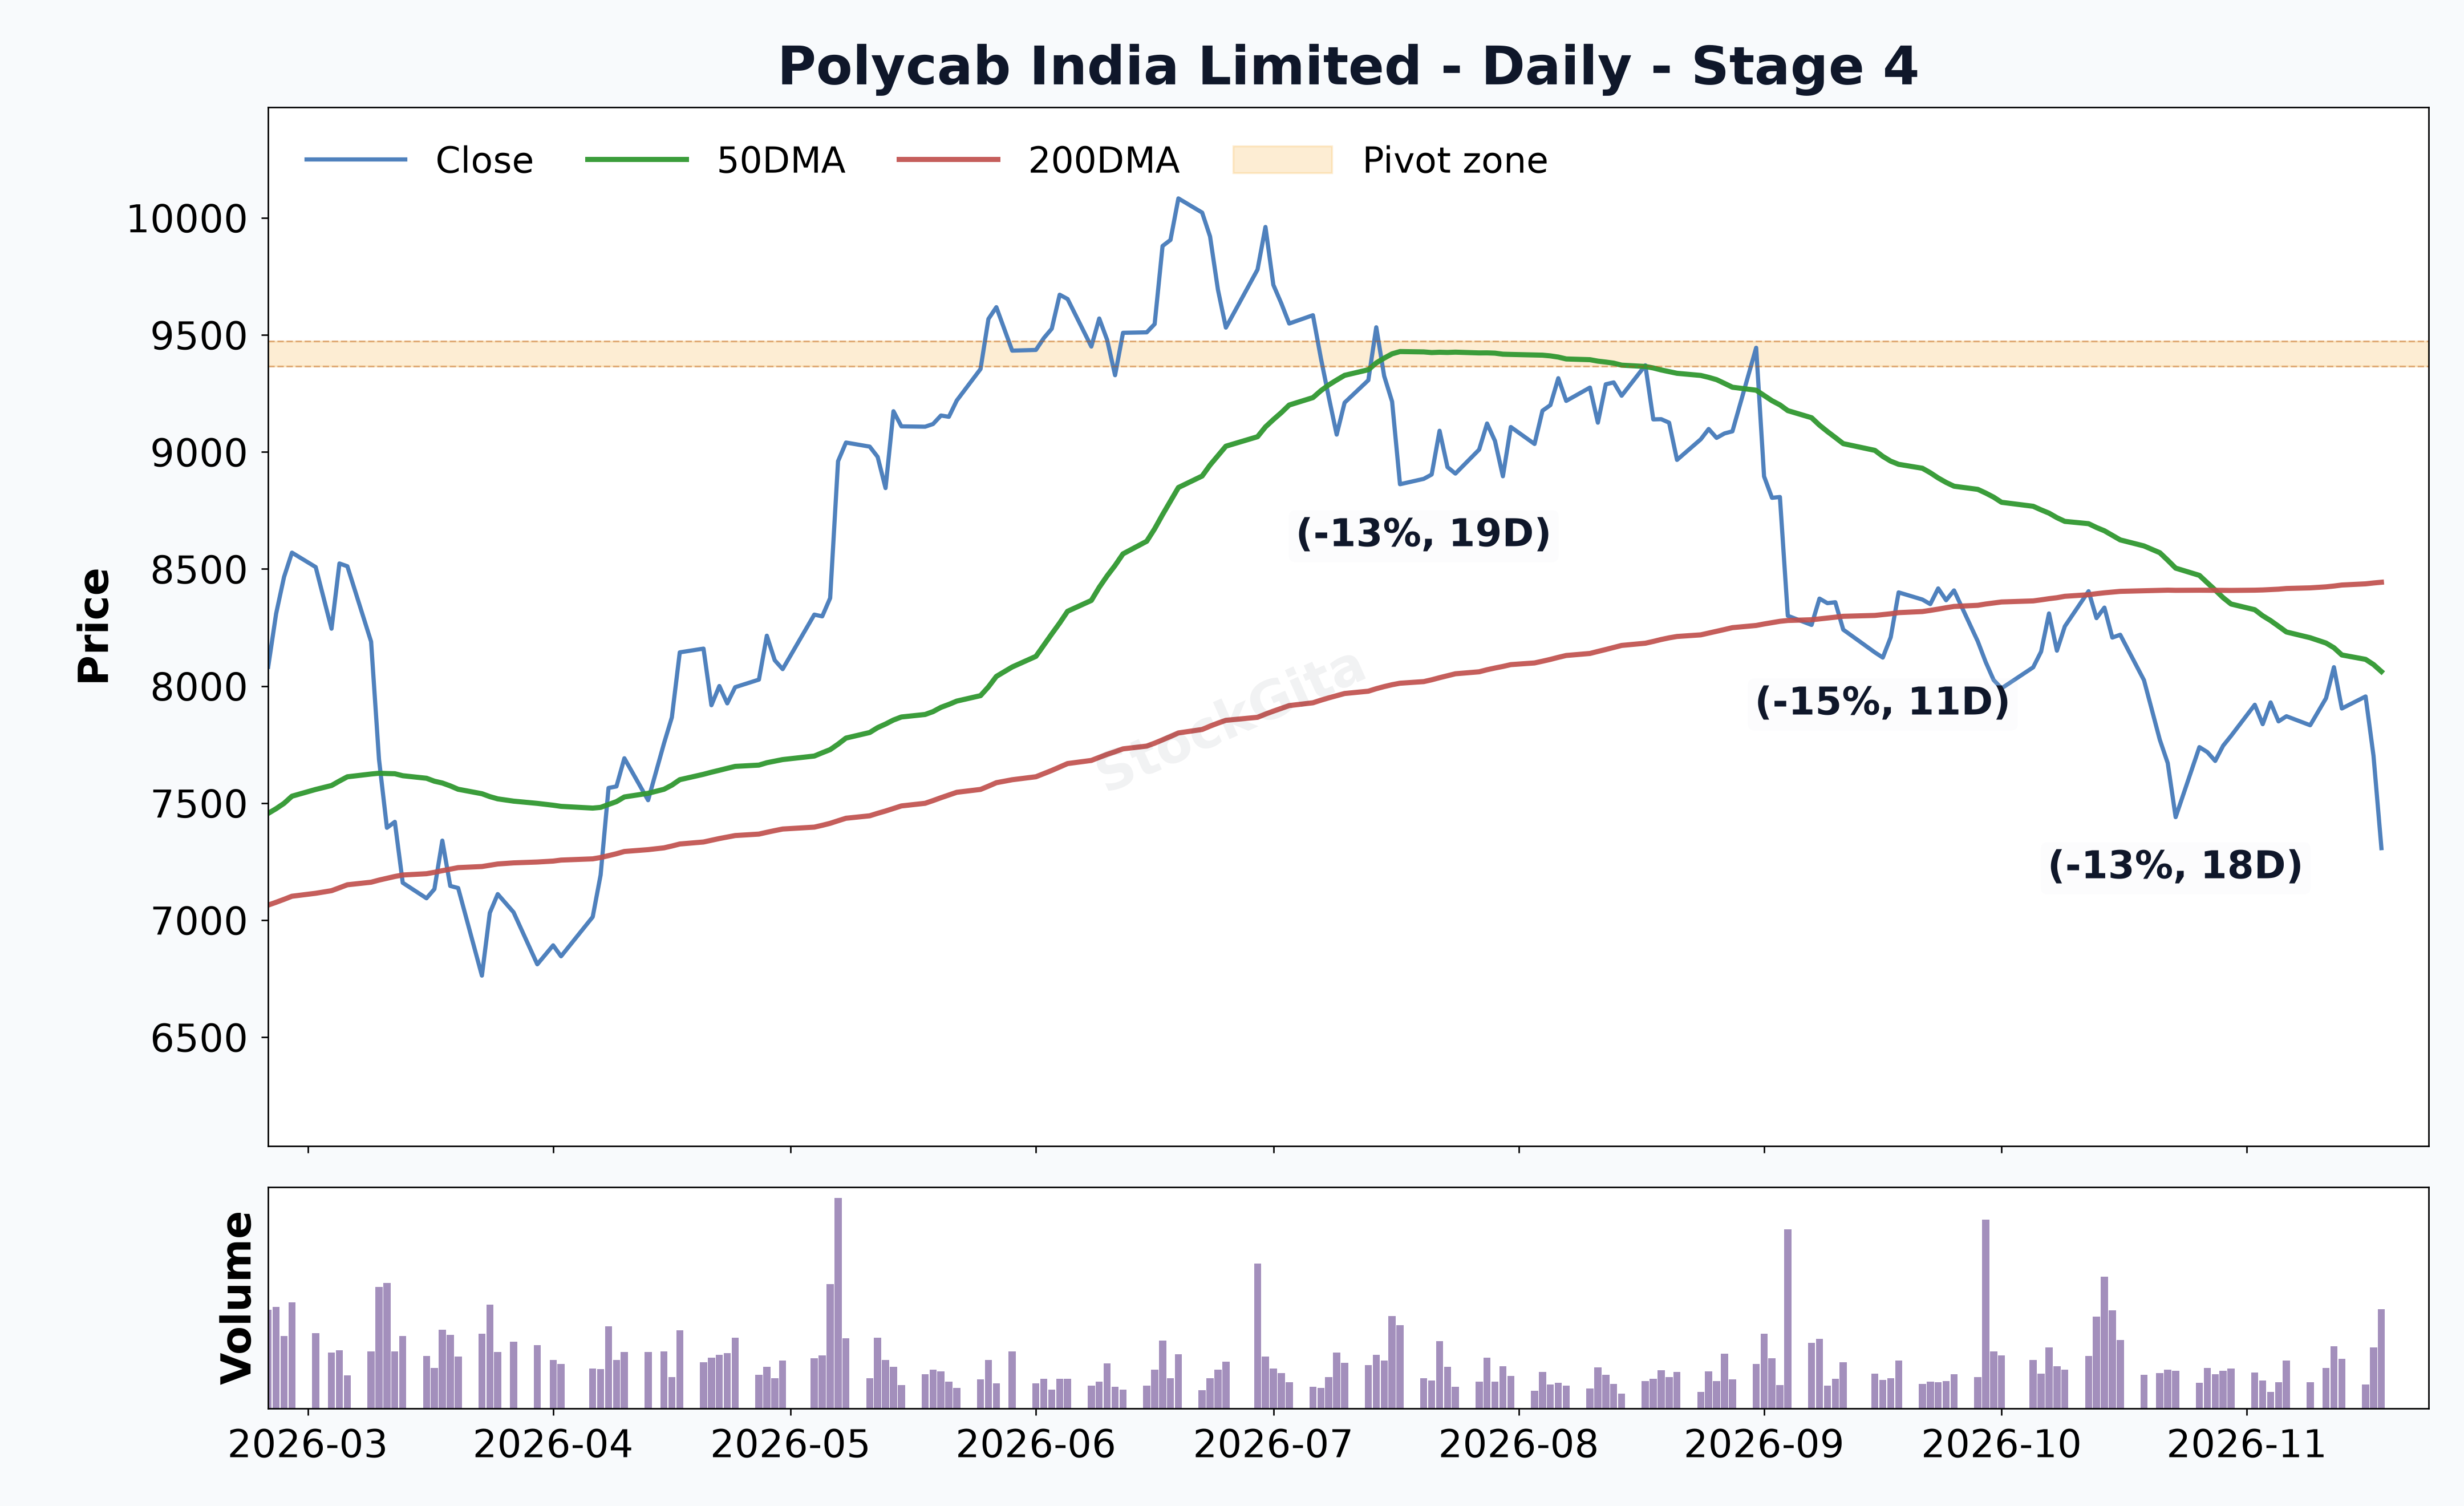 Polycab India Limited - Daily - Stage 4
Close 50DMA 200DMA Pivot zone
Price
10000
9500
9000
8500
8000
7500
7000
6500
(-13%, 19D)
(-15%, 11D)
(-13%, 18D)
StockGita
Volume
2026-03 2026-04 2026-05 2026-06 2026-07 2026-08 2026-09 2026-10 2026-11